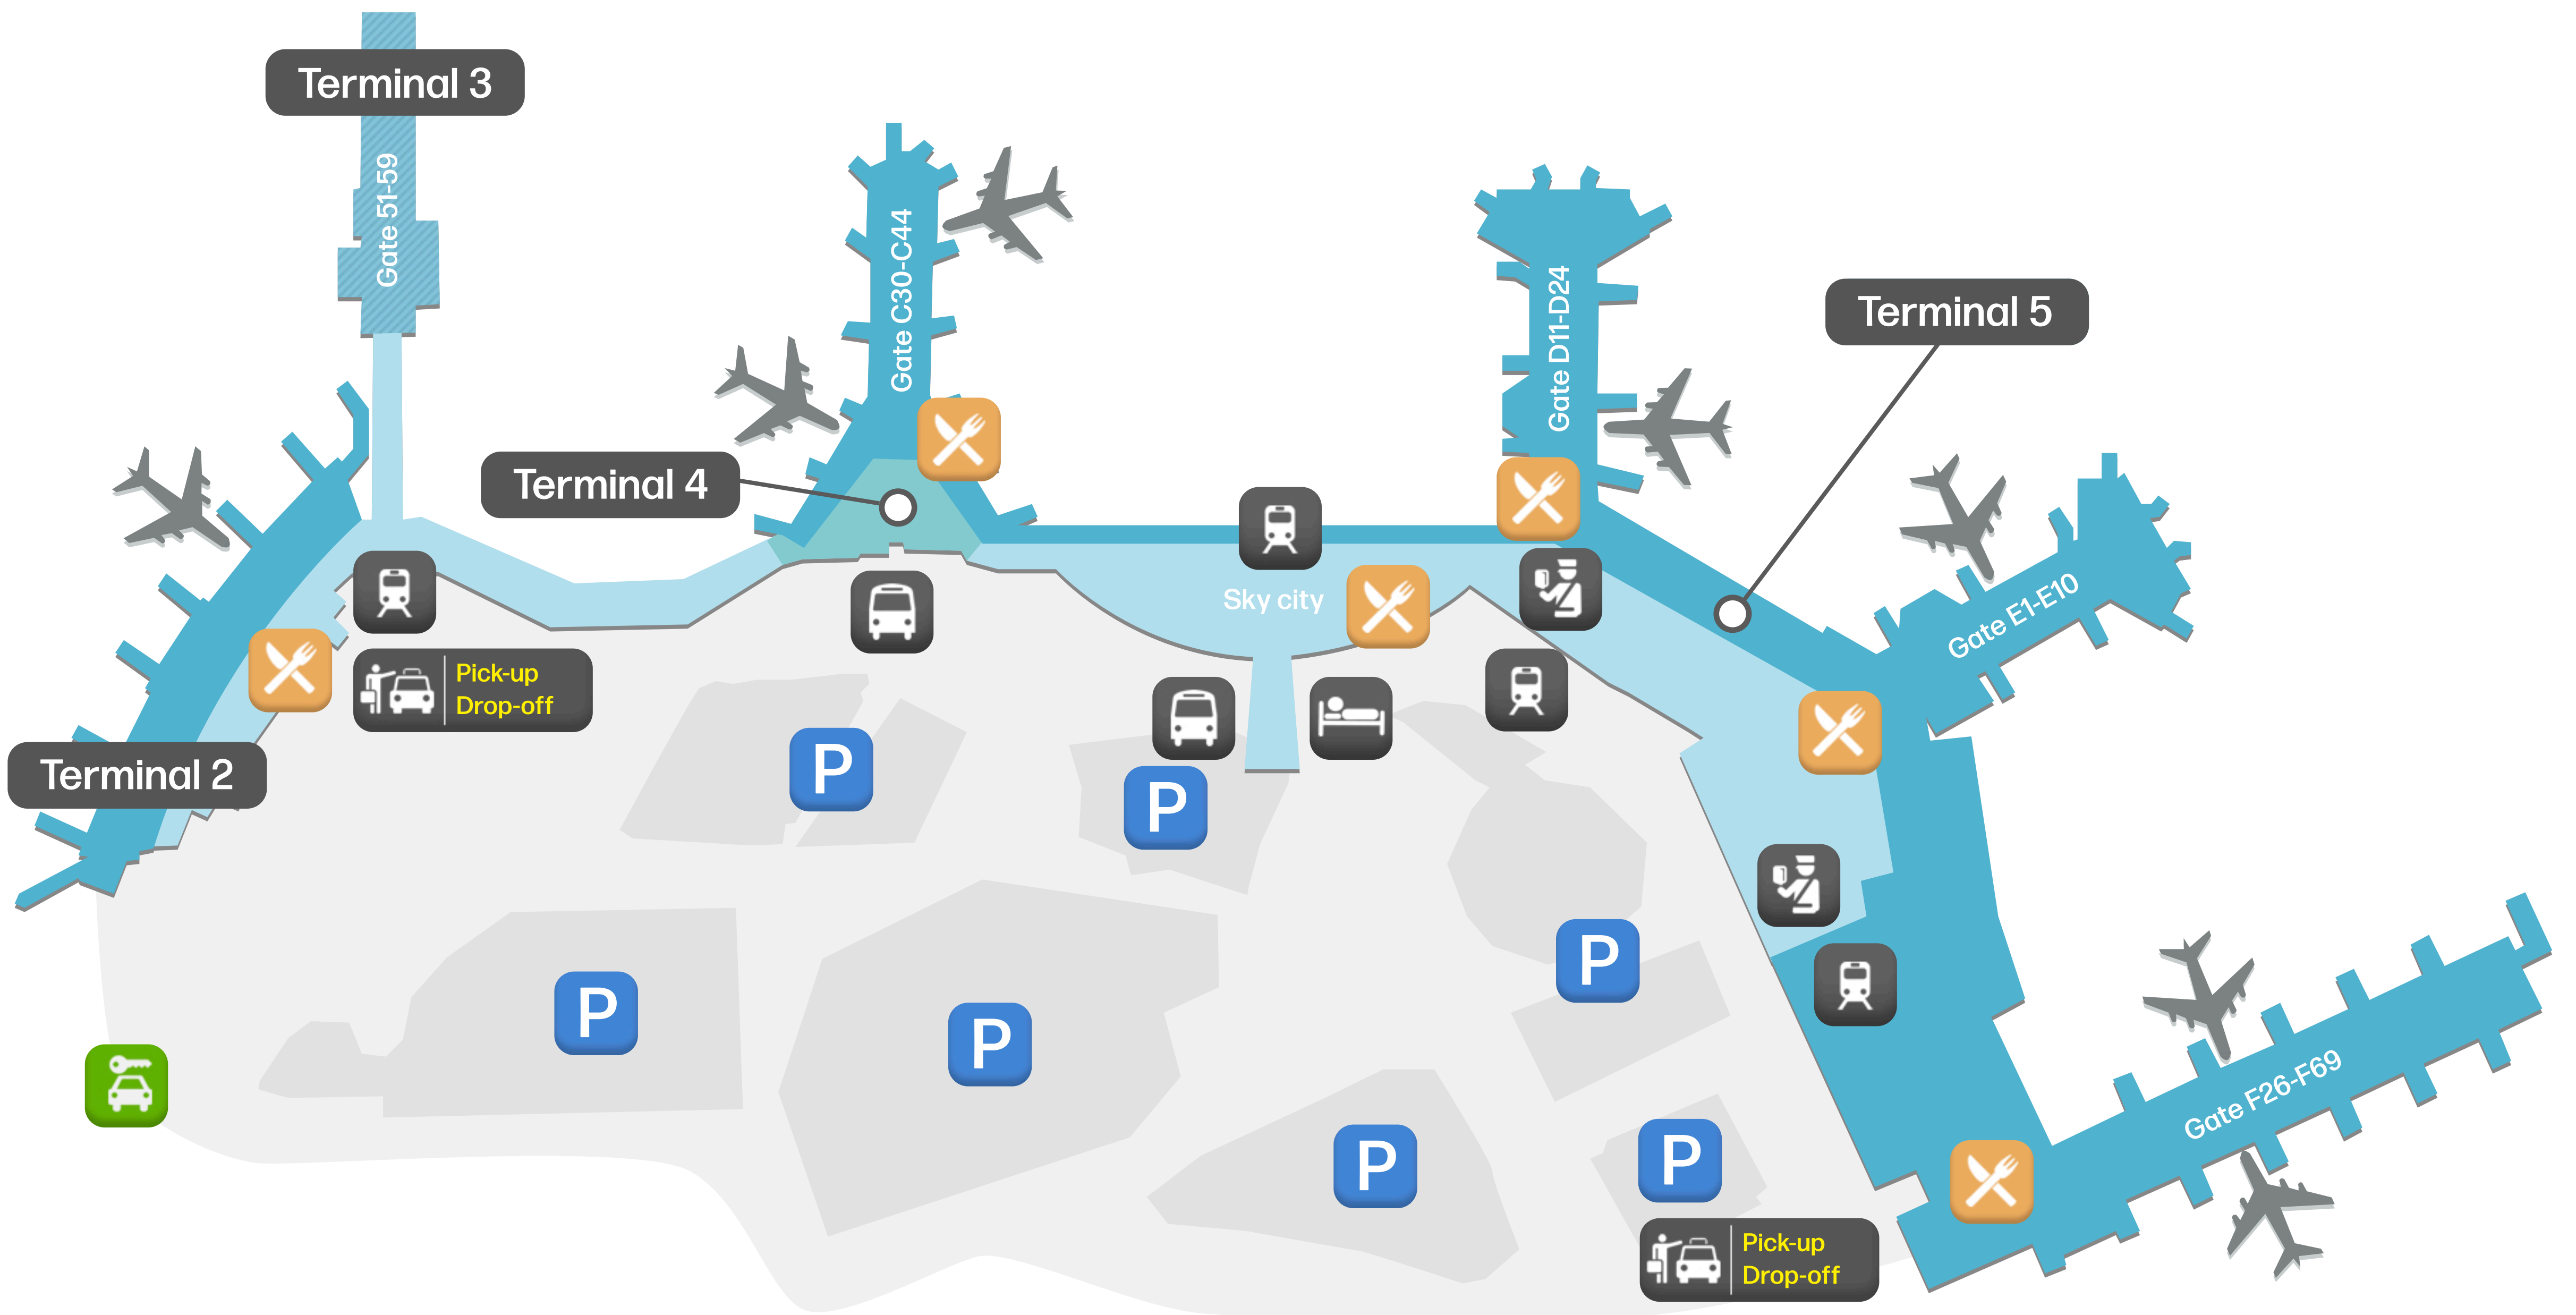 Terminal 3
Gate 51-59
Gate C30-C44
Gate D11-D24
Terminal 5
Terminal 4
Sky city
Gate E1-E10
Pick-up
Drop-off
Terminal 2
P
P
P
P
P
P
P
Gate F26-F69
Pick-up
Drop-off